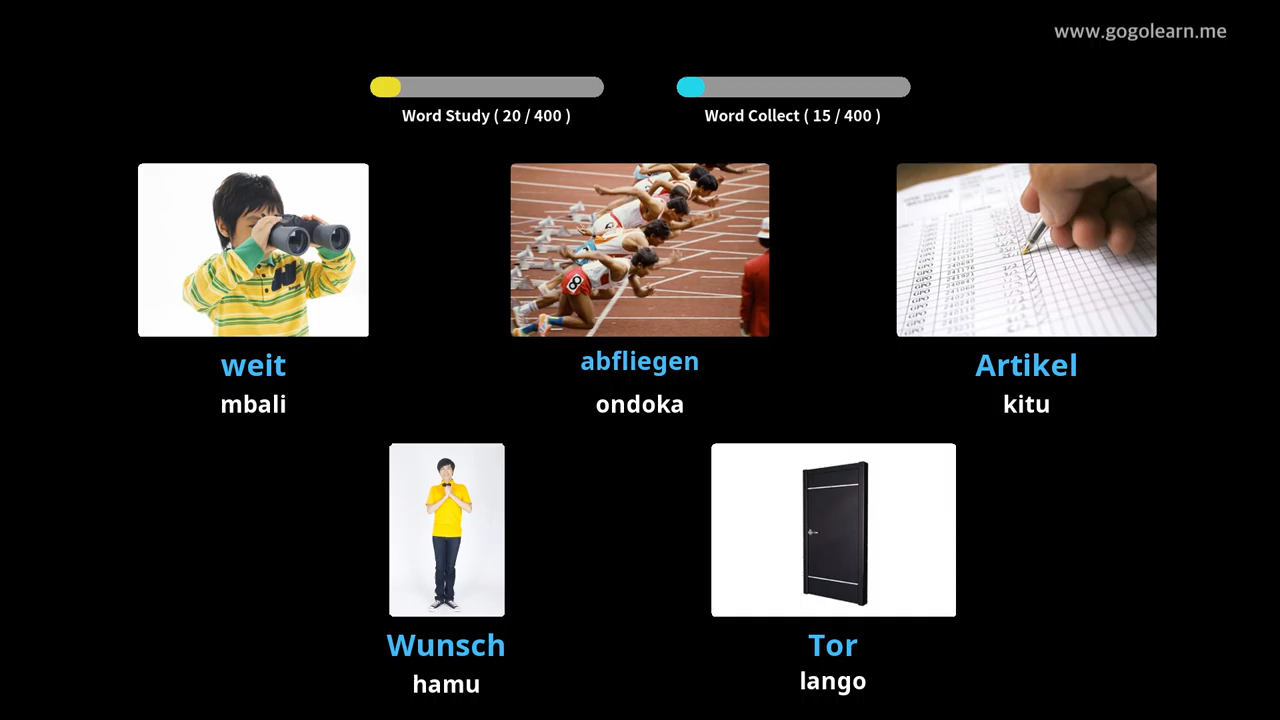 www.gogolearn.me
Word Study ( 20 / 400 )
Word Collect ( 15 / 400 )
weit
mbali
abfliegen
ondoka
Artikel
kitu
Wunsch
hamu
Tor
lango